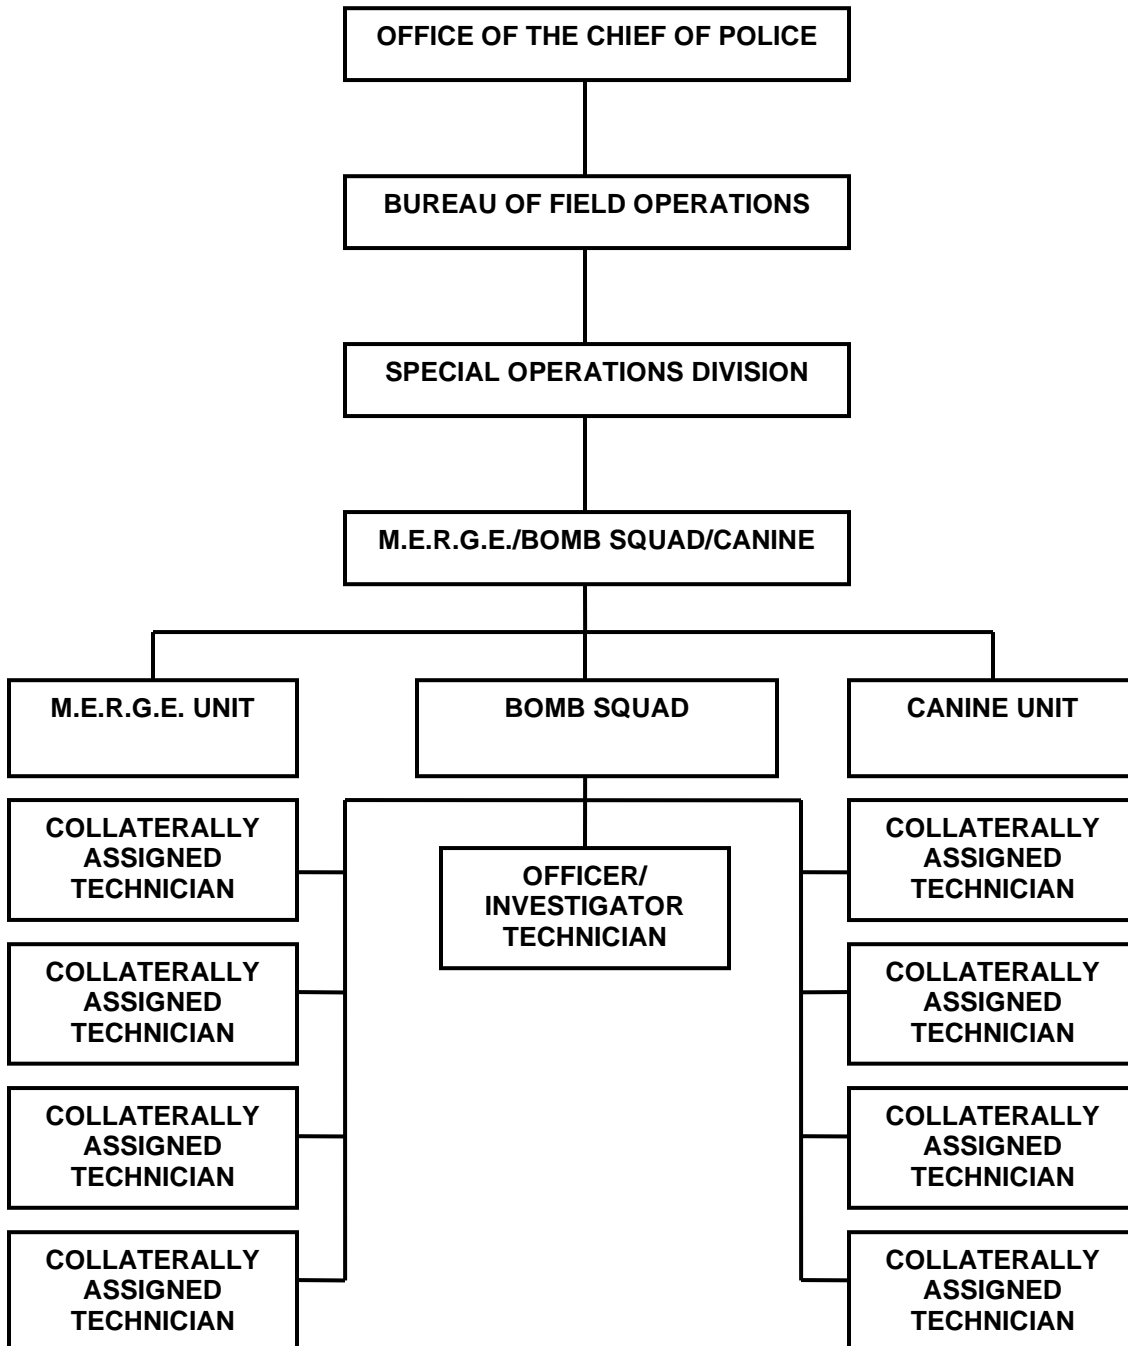 OFFICE OF THE CHIEF OF POLICE
BUREAU OF FIELD OPERATIONS
SPECIAL OPERATIONS DIVISION
M.E.R.G.E./BOMB SQUAD/CANINE
M.E.R.G.E. UNIT
BOMB SQUAD
CANINE UNIT
COLLATERALLY
ASSIGNED
TECHNICIAN
OFFICER/
INVESTIGATOR
TECHNICIAN
COLLATERALLY
ASSIGNED
TECHNICIAN
COLLATERALLY
ASSIGNED
TECHNICIAN
COLLATERALLY
ASSIGNED
TECHNICIAN
COLLATERALLY
ASSIGNED
TECHNICIAN
COLLATERALLY
ASSIGNED
TECHNICIAN
COLLATERALLY
ASSIGNED
TECHNICIAN
COLLATERALLY
ASSIGNED
TECHNICIAN